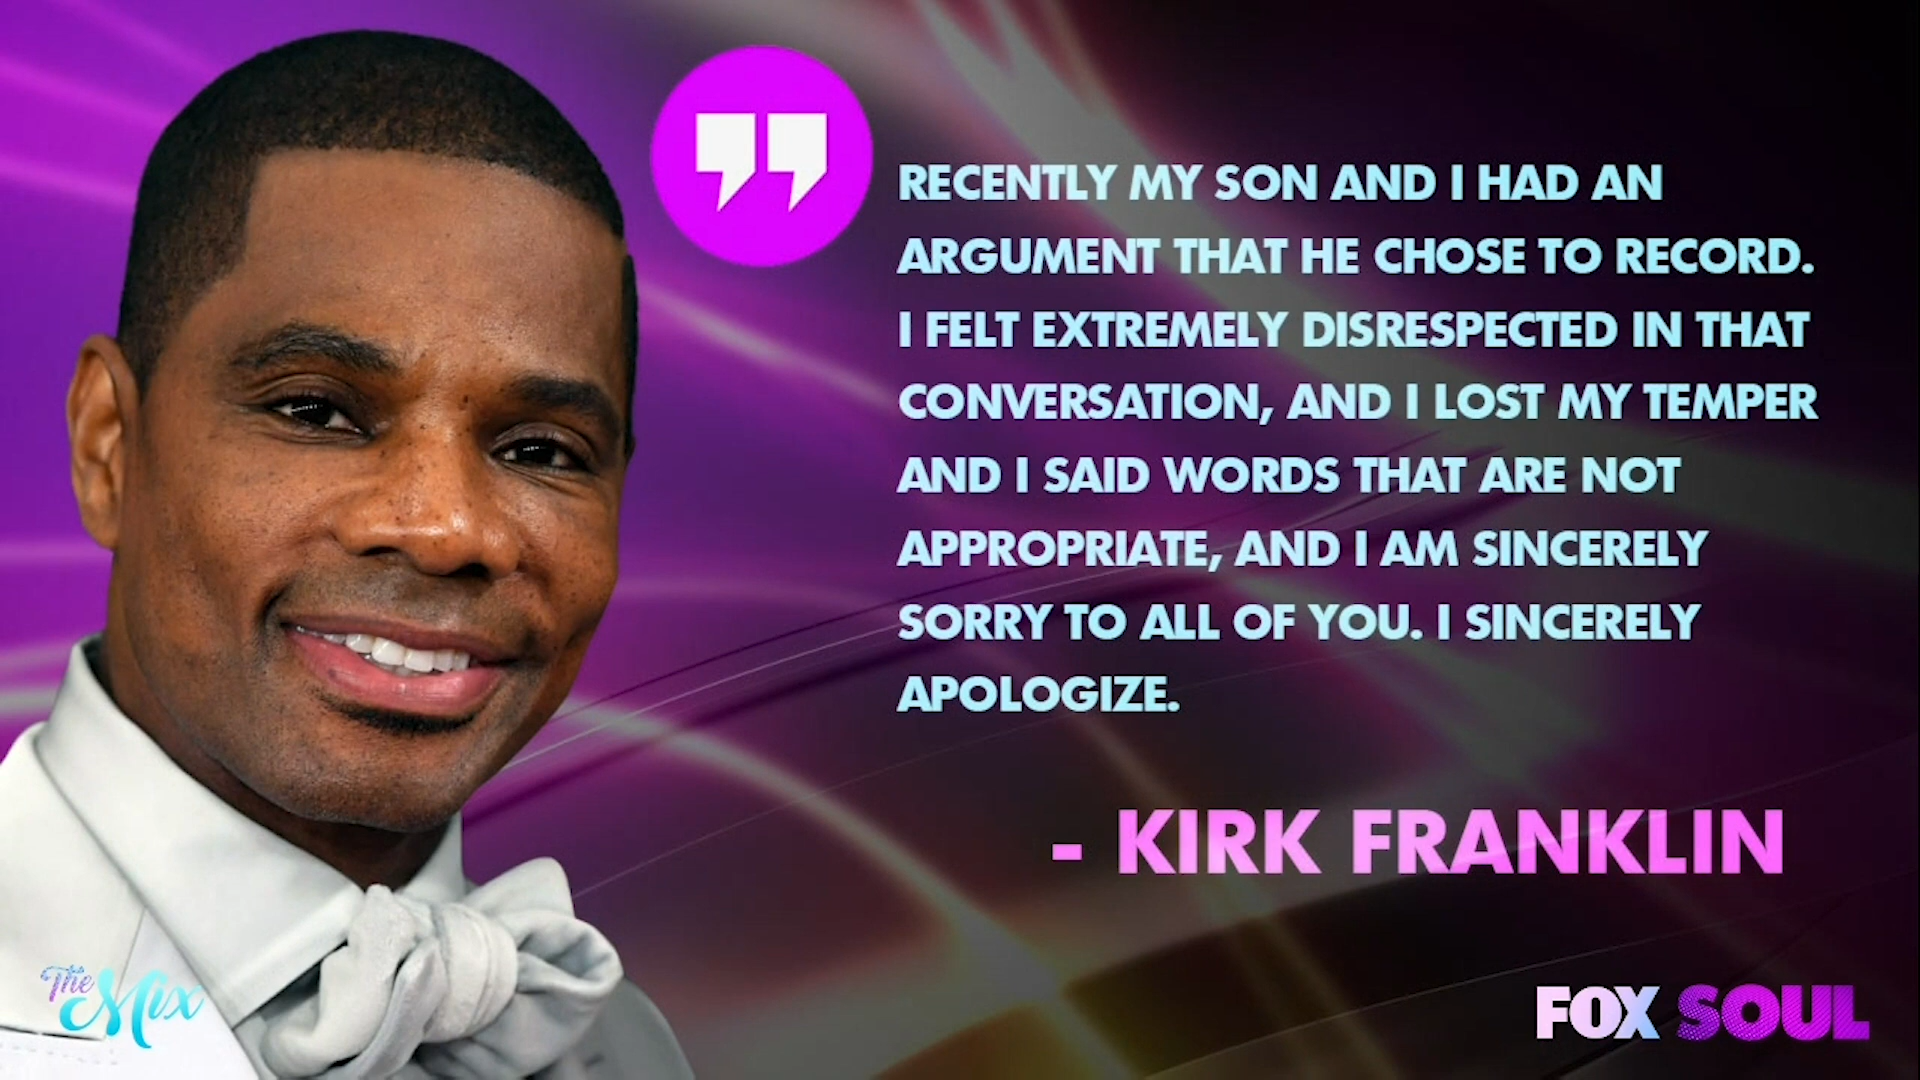 RECENTLY MY SON AND I HAD AN
ARGUMENT THAT HE CHOSE TO RECORD.
I FELT EXTREMELY DISRESPECTED IN THAT
CONVERSATION, AND I LOST MY TEMPER
AND I SAID WORDS THAT ARE NOT
APPROPRIATE, AND I AM SINCERELY
SORRY TO ALL OF YOU. I SINCERELY
APOLOGIZE.
- KIRK FRANKLIN
The Mix
FOX SOUL